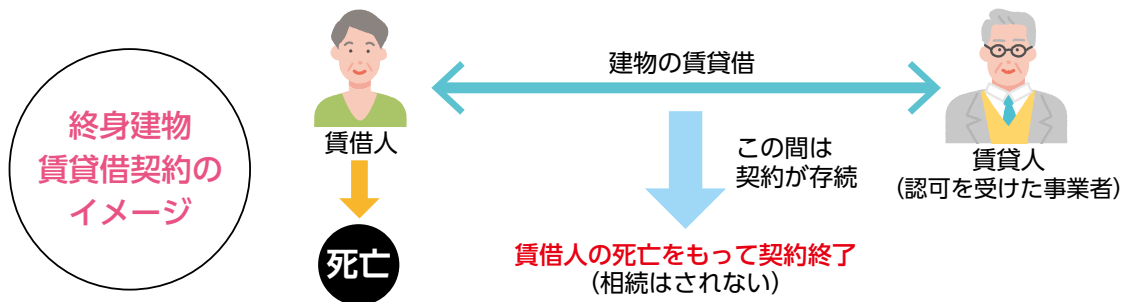 終身建物
賃貸借契約の
イメージ
賃借人
死亡
建物の賃貸借
この間は
契約が存続
賃借人の死亡をもって契約終了
(相続はされない)
賃貸人
(認可を受けた事業者)